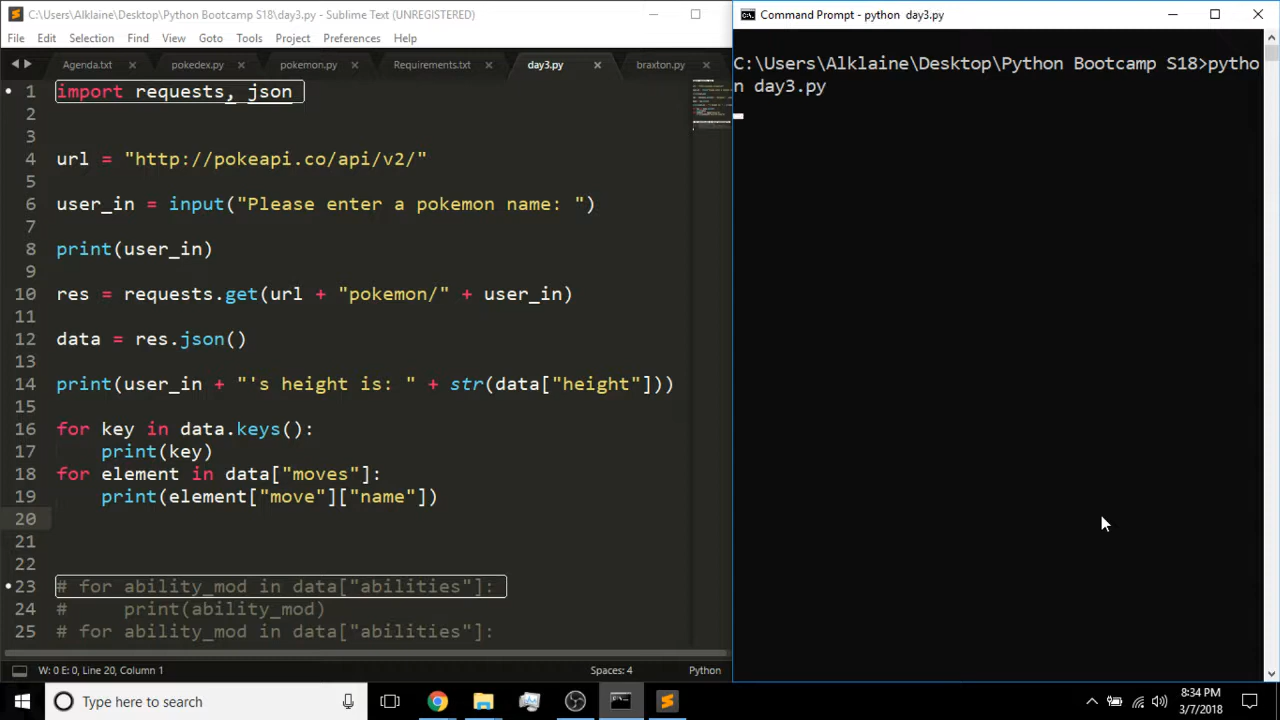 C:\Users\Alklaine\Desktop\Python Bootcamp S18\day3.py - Sublime Text (UNREGISTERED)
File Edit Selection Find View Goto Tools Project Preferences Help
Agenda.txt pokedex.py pokemon.py Requirements.txt day3.py braxton.py
1 import requests, json
2
3
4 url = "http://pokeapi.co/api/v2/"
5
6 user_in = input("Please enter a pokemon name: ")
7
8 print(user_in)
9
10 res = requests.get(url + "pokemon/" + user_in)
11
12 data = res.json()
13
14 print(user_in + "'s height is: " + str(data["height"]))
15
16 for key in data.keys():
17 print(key)
18 for element in data["moves"]:
19 print(element["move"]["name"])
20
21
22
23 # for ability_mod in data["abilities"]:
24 # print(ability_mod)
25 # for ability_mod in data["abilities"]:
W: 0 E: 0, Line 20, Column 1 Spaces: 4 Python
Command Prompt - python  day3.py
C:\Users\Alklaine\Desktop\Python Bootcamp S18>pytho
n day3.py
Type here to search
8:34 PM
3/7/2018